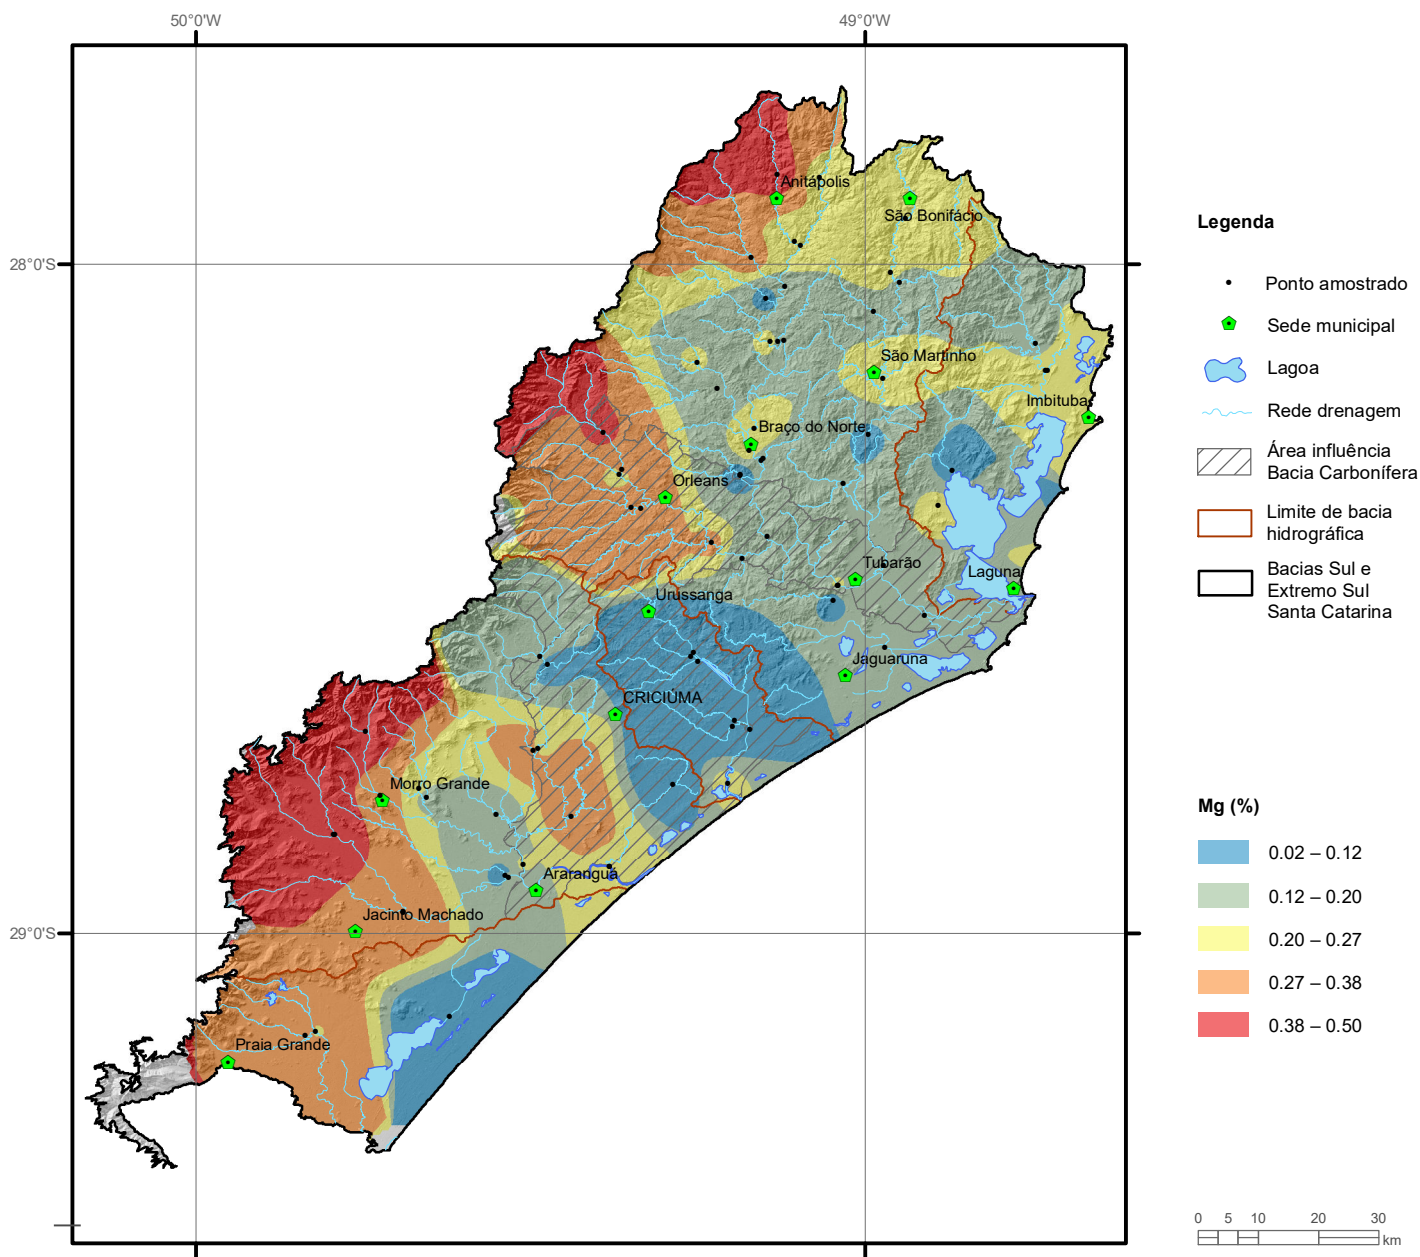 50°0'W
49°0'W
28°0'S
29°0'S
Anitápolis
São Bonifácio
São Martinho
Imbituba
Braço do Norte
Orleans
Tubarão
Laguna
Urussanga
Jaguaruna
CRICIÚMA
Morro Grande
Araranguá
Jacinto Machado
Praia Grande
Legenda
Ponto amostrado
Sede municipal
Lagoa
Rede drenagem
Área influência
Bacia Carbonífera
Limite de bacia
hidrográfica
Bacias Sul e
Extremo Sul
Santa Catarina
Mg (%)
0.02 – 0.12
0.12 – 0.20
0.20 – 0.27
0.27 – 0.38
0.38 – 0.50
0 5 10 20 30
km